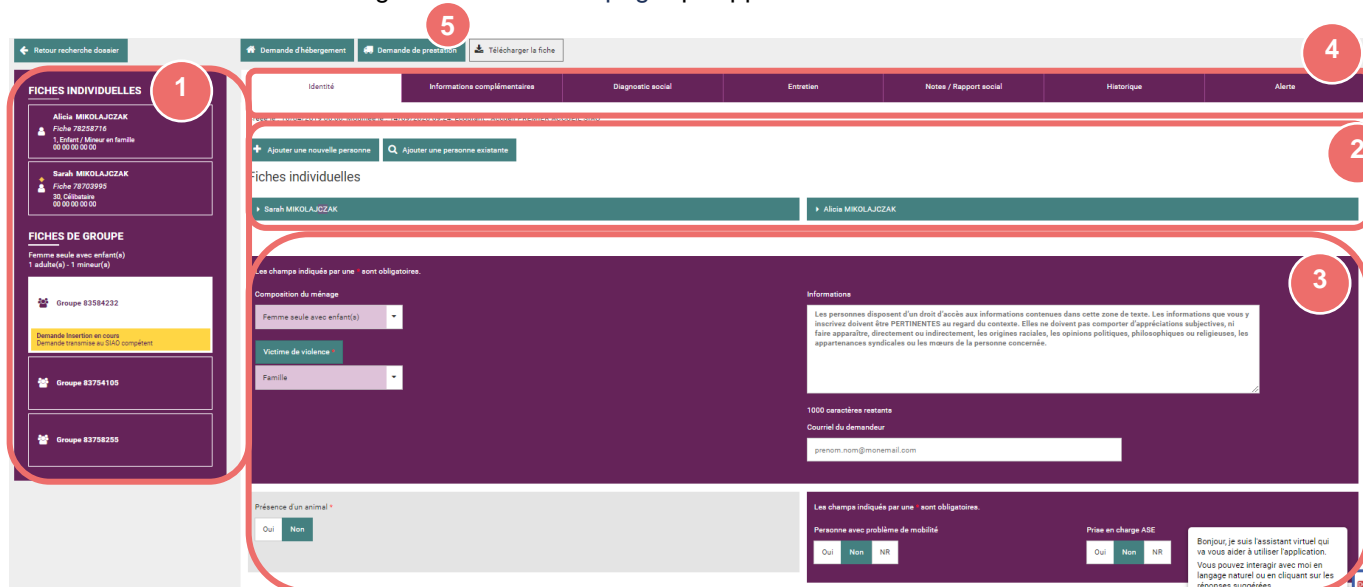 5
Retour recherche dossier
Demande d'hébergement
Demande de prestation
Télécharger la fiche
1
4
FICHES INDIVIDUELLES
Alicia MIKOLAJCZAK
Fiche 78258716
1, Enfant / Mineur en famille
00 00 00 00 00
Sarah MIKOLAJCZAK
Fiche 78703995
30, Célibataire
00 00 00 00 00
FICHES DE GROUPE
Femme seule avec enfant(s)
1 adulte(s) - 1 mineur(s)
Groupe 83584232
Demande Insertion en cours
Demande transmise au SIAO compétent
Groupe 83754105
Groupe 83758255
Identité
Informations complémentaires
Diagnostic social
Entretien
Notes / Rapport social
Historique
Alerte
2
Ajouter une nouvelle personne
Ajouter une personne existante
Fiches individuelles
Sarah MIKOLAJCZAK
Alicia MIKOLAJCZAK
3
Les champs indiqués par une * sont obligatoires.
Composition du ménage
Femme seule avec enfant(s)
Victime de violence *
Famille
Informations
Les personnes disposent d'un droit d'accès aux informations contenues dans cette zone de texte. Les informations que vous y
inscrivez doivent être PERTINENTES au regard du contexte. Elles ne doivent pas comporter d'appréciations subjectives, ni
faire apparaître, directement ou indirectement, les origines raciales, les opinions politiques, philosophiques ou religieuses, les
appartenances syndicales ou les mœurs de la personne concernée.
1000 caractères restants
Courriel du demandeur
prenom.nom@monemail.com
Présence d'un animal *
Oui Non
Les champs indiqués par une * sont obligatoires.
Personne avec problème de mobilité
Oui Non NR
Prise en charge ASE
Oui Non NR
Bonjour, je suis l'assistant virtuel qui
va vous aider à utiliser l'application.
Vous pouvez interagir avec moi en
langage naturel ou en cliquant sur les
réponses suggérées